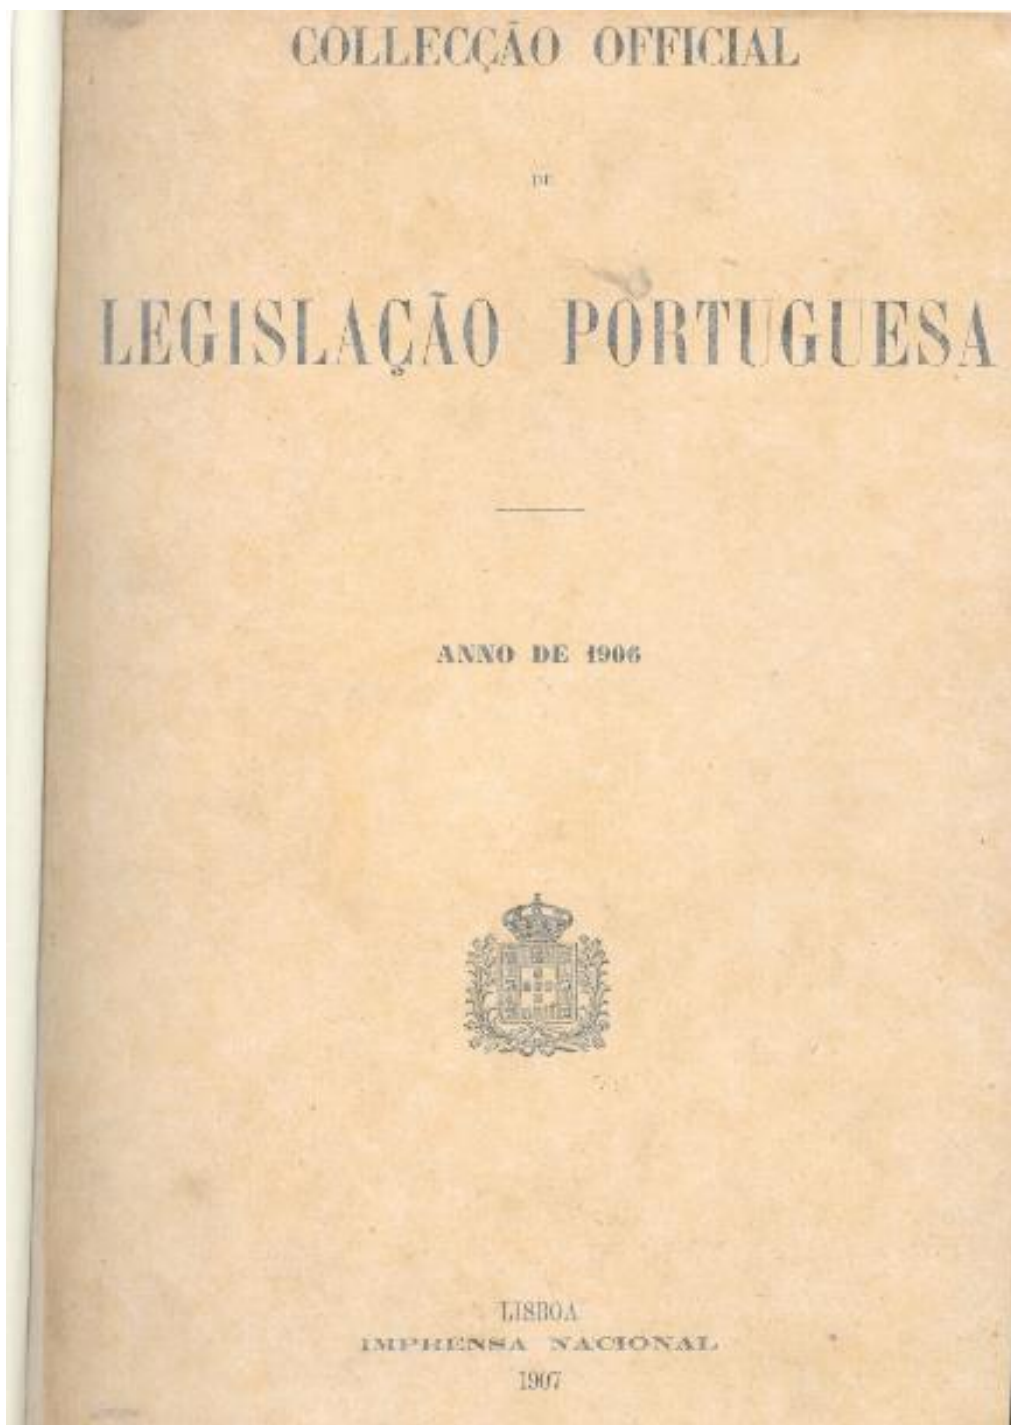 COLLECÇÃO OFFICIAL
DE
LEGISLAÇÃO PORTUGUESA
ANNO DE 1906
LISBOA
IMPRENSA NACIONAL
1907